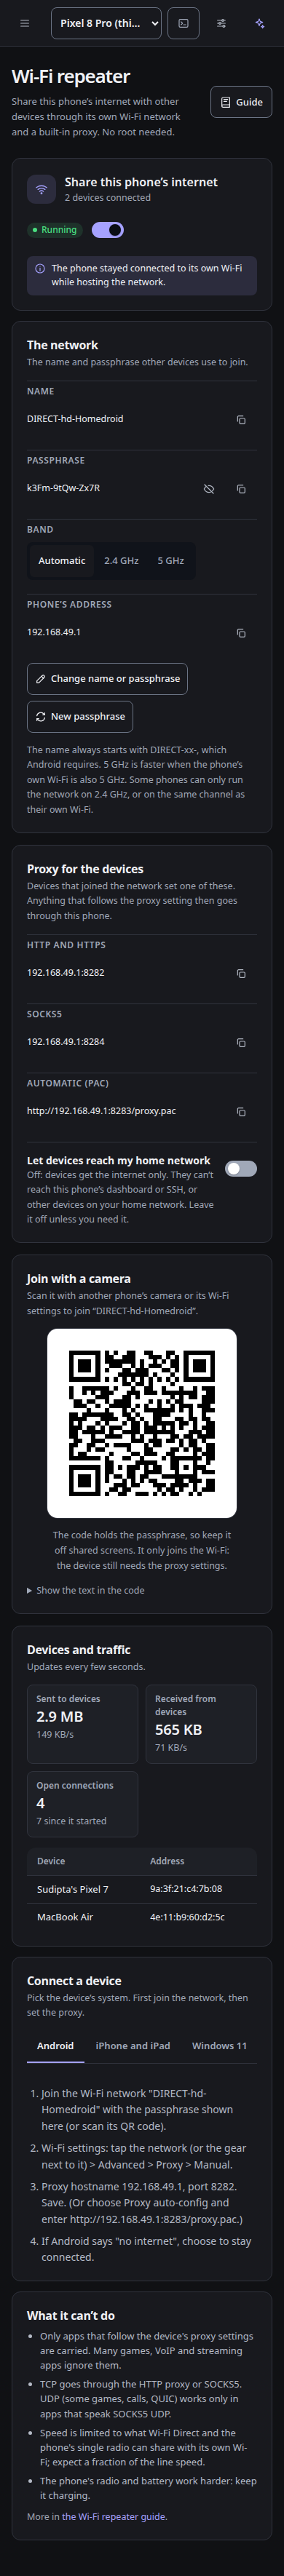 Pixel 8 Pro (thi...
Wi-Fi repeater
Share this phone's internet with other
devices through its own Wi-Fi network
and a built-in proxy. No root needed.
Guide
Share this phone's internet
2 devices connected
Running
The phone stayed connected to its own Wi-Fi
while hosting the network.
The network
The name and passphrase other devices use to join.
NAME
DIRECT-hd-Homedroid
PASSPHRASE
k3Fm-9tQw-Zx7R
BAND
Automatic
2.4 GHz
5 GHz
PHONE'S ADDRESS
192.168.49.1
Change name or passphrase
New passphrase
The name always starts with DIRECT-xx-, which
Android requires. 5 GHz is faster when the phone's
own Wi-Fi is also 5 GHz. Some phones can only run
the network on 2.4 GHz, or on the same channel as
their own Wi-Fi.
Proxy for the devices
Devices that joined the network set one of these.
Anything that follows the proxy setting then goes
through this phone.
HTTP AND HTTPS
192.168.49.1:8282
SOCKS5
192.168.49.1:8284
AUTOMATIC (PAC)
http://192.168.49.1:8283/proxy.pac
Let devices reach my home network
Off: devices get the internet only. They can't
reach this phone's dashboard or SSH, or
other devices on your home network. Leave
it off unless you need it.
Join with a camera
Scan it with another phone's camera or its Wi-Fi
settings to join “DIRECT-hd-Homedroid”.
The code holds the passphrase, so keep it
off shared screens. It only joins the Wi-Fi:
the device still needs the proxy settings.
Show the text in the code
Devices and traffic
Updates every few seconds.
Sent to devices
2.9 MB
149 KB/s
Received from
devices
565 KB
71 KB/s
Open connections
4
7 since it started
Device
Address
Sudipta's Pixel 7
9a:3f:21:c4:7b:08
MacBook Air
4e:11:b9:60:d2:5c
Connect a device
Pick the device's system. First join the network, then
set the proxy.
Android
iPhone and iPad
Windows 11
1. Join the Wi-Fi network "DIRECT-hd-
Homedroid" with the passphrase shown
here (or scan its QR code).
2. Wi-Fi settings: tap the network (or the gear
next to it) > Advanced > Proxy > Manual.
3. Proxy hostname 192.168.49.1, port 8282.
Save. (Or choose Proxy auto-config and
enter http://192.168.49.1:8283/proxy.pac.)
4. If Android says "no internet", choose to stay
connected.
What it can't do
• Only apps that follow the device's proxy settings
are carried. Many games, VoIP and streaming
apps ignore them.
• TCP goes through the HTTP proxy or SOCKS5.
UDP (some games, calls, QUIC) works only in
apps that speak SOCKS5 UDP.
• Speed is limited to what Wi-Fi Direct and the
phone's single radio can share with its own Wi-
Fi; expect a fraction of the line speed.
• The phone's radio and battery work harder: keep
it charging.
More in the Wi-Fi repeater guide.